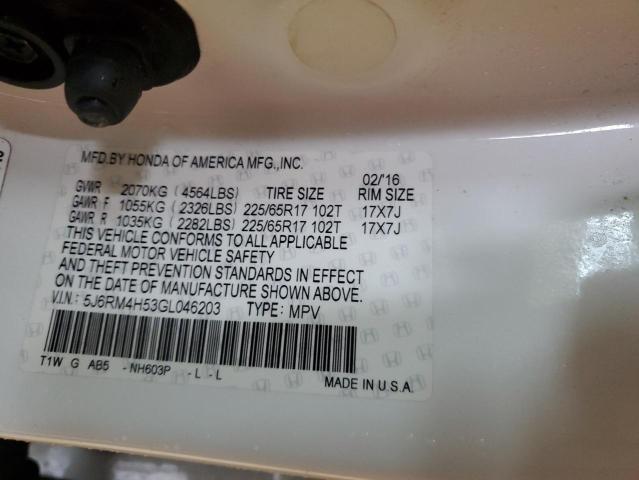 MFD.BY HONDA OF AMERICA MFG.,INC. 02/16
GVWR 2070KG (4564LBS) TIRE SIZE RIM SIZE
GAWR F 1055KG (2326LBS) 225/65R17 102T 17X7J
GAWR R 1035KG (2282LBS) 225/65R17 102T 17X7J
THIS VEHICLE CONFORMS TO ALL APPLICABLE
FEDERAL MOTOR VEHICLE SAFETY
AND THEFT PREVENTION STANDARDS IN EFFECT
ON THE DATE OF MANUFACTURE SHOWN ABOVE.
V.I.N.: 5J6RM4H53GL046203 TYPE: MPV
T1W G AB5 -NH603P -L -L
MADE IN U.S.A.